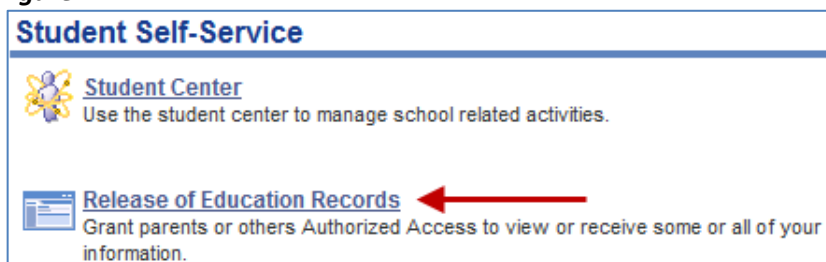 Student Self-Service
Student Center
Use the student center to manage school related activities.
Release of Education Records
Grant parents or others Authorized Access to view or receive some or all of your
information.